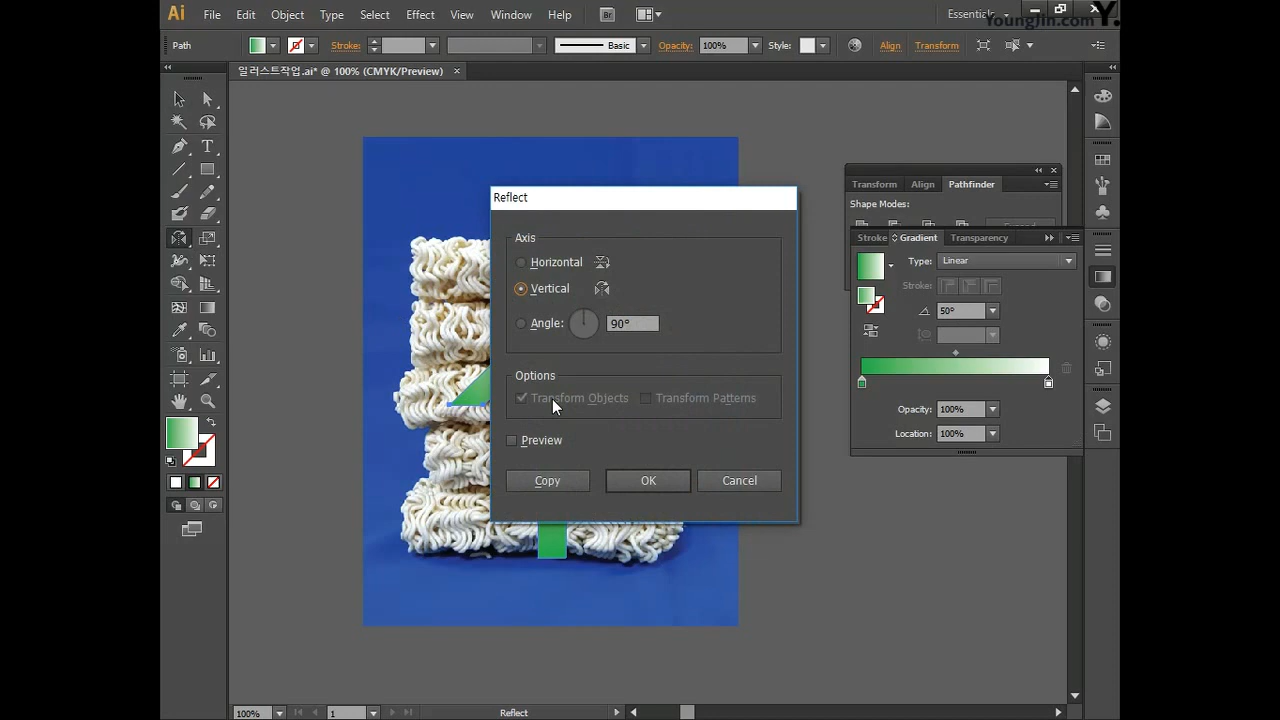 Ai File Edit Object Type Select Effect View Window Help Br Essentials
YoungJin.com Y.
Path Stroke: Basic Opacity: 100% Style: Align Transform
일러스트작업.ai* @ 100% (CMYK/Preview) ×
Reflect
Axis
Horizontal
Vertical
Angle: 90°
Options
Transform Objects Transform Patterns
Preview
Copy OK Cancel
Transform Align Pathfinder
Shape Modes:
Expand
Stroke Gradient Transparency
Type: Linear
Stroke:
50°
Opacity: 100%
Location: 100%
100% 1 Reflect